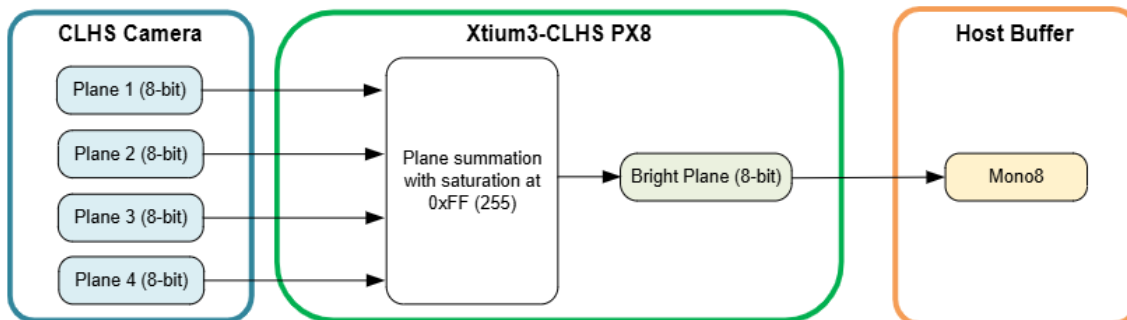 CLHS Camera
Plane 1 (8-bit)
Plane 2 (8-bit)
Plane 3 (8-bit)
Plane 4 (8-bit)
Xtium3-CLHS PX8
Plane summation
with saturation at
0xFF (255)
Bright Plane (8-bit)
Host Buffer
Mono8